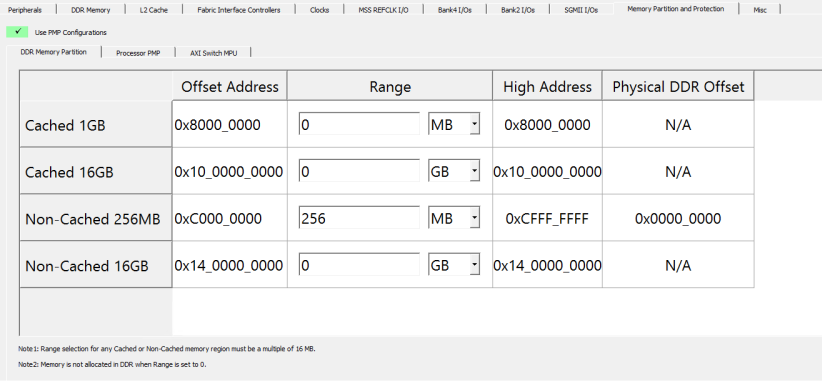 Peripherals DDR Memory L2 Cache Fabric Interface Controllers Clocks MSS REFCLK I/O Bank4 I/Os Bank2 I/Os SGMII I/Os Memory Partition and Protection Misc
✓ Use PMP Configurations
DDR Memory Partition Processor PMP AXI Switch MPU
Offset Address Range High Address Physical DDR Offset
Cached 1GB 0x8000_0000 0 MB 0x8000_0000 N/A
Cached 16GB 0x10_0000_0000 0 GB 0x10_0000_0000 N/A
Non-Cached 256MB 0xC000_0000 256 MB 0xCFFF_FFFF 0x0000_0000
Non-Cached 16GB 0x14_0000_0000 0 GB 0x14_0000_0000 N/A
Note1: Range selection for any Cached or Non-Cached memory region must be a multiple of 16 MB.
Note2: Memory is not allocated in DDR when Range is set to 0.